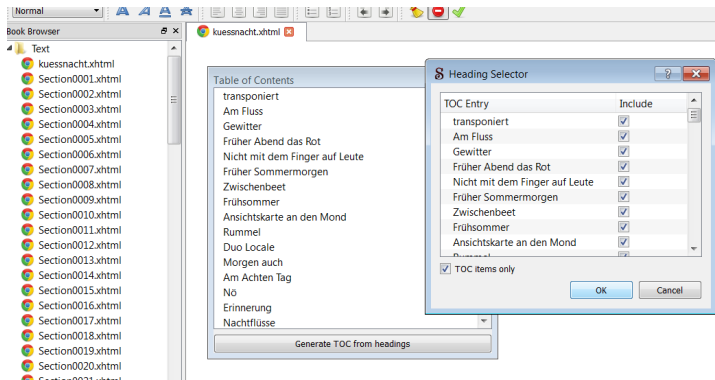 Normal
Book Browser
kuessnacht.xhtml
Text
kuessnacht.xhtml
Section0001.xhtml
Section0002.xhtml
Section0003.xhtml
Section0004.xhtml
Section0005.xhtml
Section0006.xhtml
Section0007.xhtml
Section0008.xhtml
Section0009.xhtml
Section0010.xhtml
Section0011.xhtml
Section0012.xhtml
Section0013.xhtml
Section0014.xhtml
Section0015.xhtml
Section0016.xhtml
Section0017.xhtml
Section0018.xhtml
Section0019.xhtml
Section0020.xhtml
Section0021.xhtml
Table of Contents
transponiert
Am Fluss
Gewitter
Früher Abend das Rot
Nicht mit dem Finger auf Leute
Früher Sommermorgen
Zwischenbeet
Frühsommer
Ansichtskarte an den Mond
Rummel
Duo Locale
Morgen auch
Am Achten Tag
Nö
Erinnerung
Nachtflüsse
Generate TOC from headings
Heading Selector
TOC Entry Include
transponiert
Am Fluss
Gewitter
Früher Abend das Rot
Nicht mit dem Finger auf Leute
Früher Sommermorgen
Zwischenbeet
Frühsommer
Ansichtskarte an den Mond
Rummel
TOC items only
OK Cancel